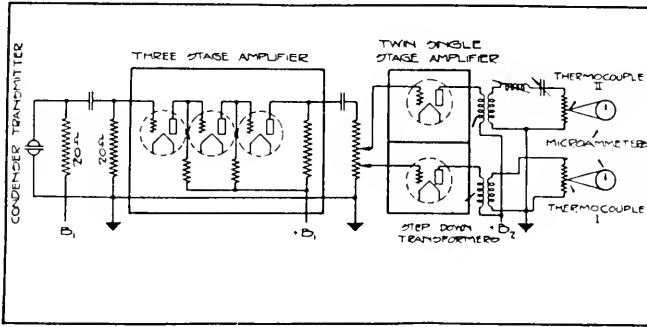 CONDENSER TRANSMITTER
THREE STAGE AMPLIFIER
TWIN SINGLE
STAGE AMPLIFIER
THERMOCOUPLE
II
MICROAMMETERS
THERMOCOUPLE
I
20Ω
20Ω
B₁
+B₁
STEP DOWN
TRANSFORMERS
+B₂